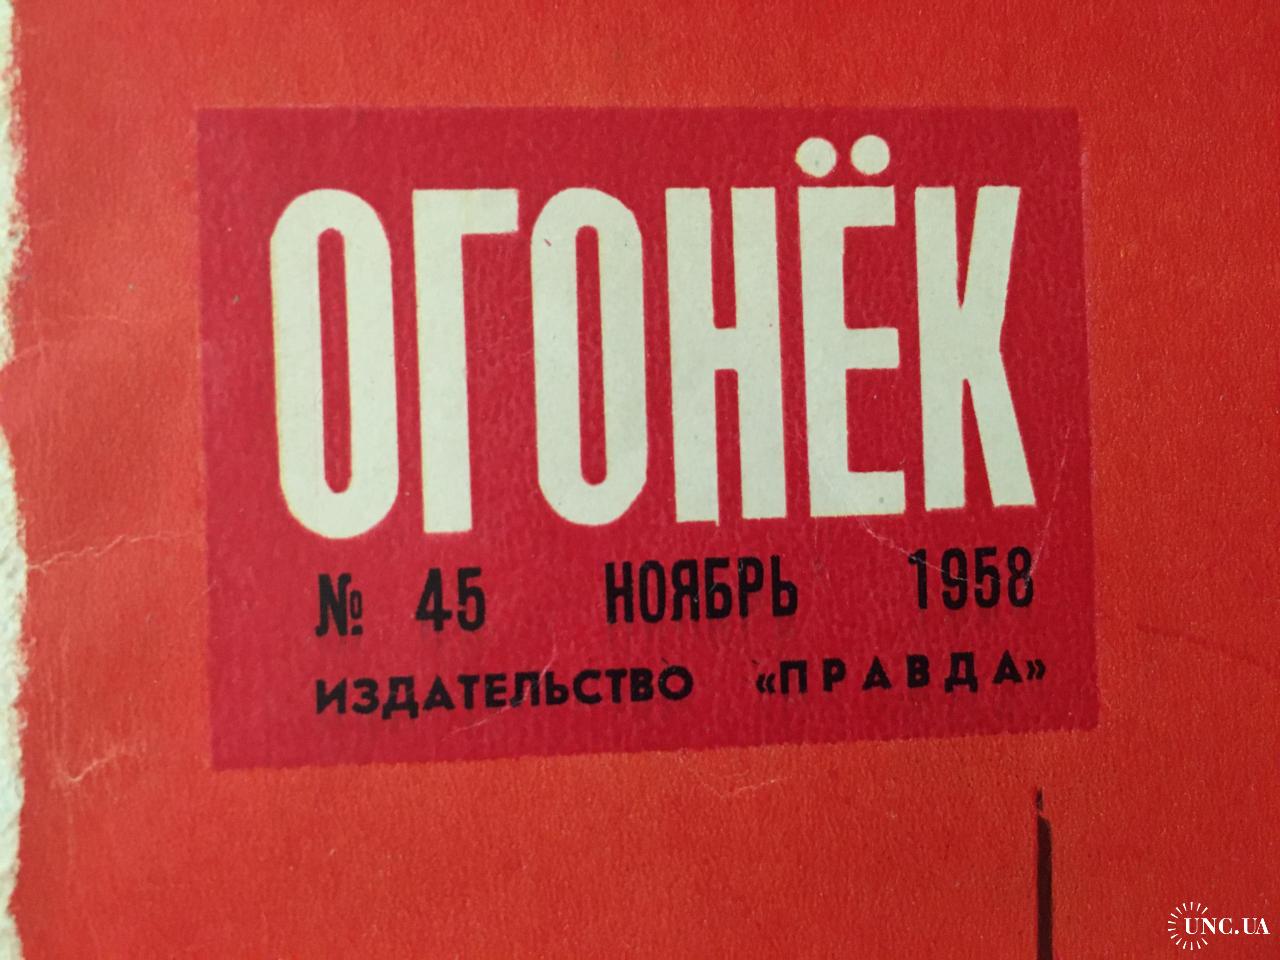 ОГОНЁК
№ 45 НОЯБРЬ 1958
ИЗДАТЕЛЬСТВО «ПРАВДА»
UNC.UA